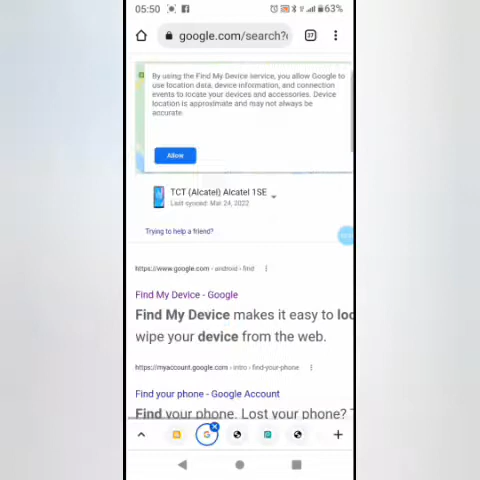 05:50
63%
google.com/search?
27
By using the Find My Device service, you allow Google to
use location data, device information, and connection
events to locate your devices and accessories. Device
location is approximate and may not always be
accurate.
Allow
TCT (Alcatel) Alcatel 1SE
Last synced: Mar 24, 2022
Trying to help a friend?
https://www.google.com › android › find
Find My Device - Google
Find My Device makes it easy to loc
wipe your device from the web.
https://myaccount.google.com › intro › find-your-phone
Find your phone - Google Account
Find your phone. Lost your phone?